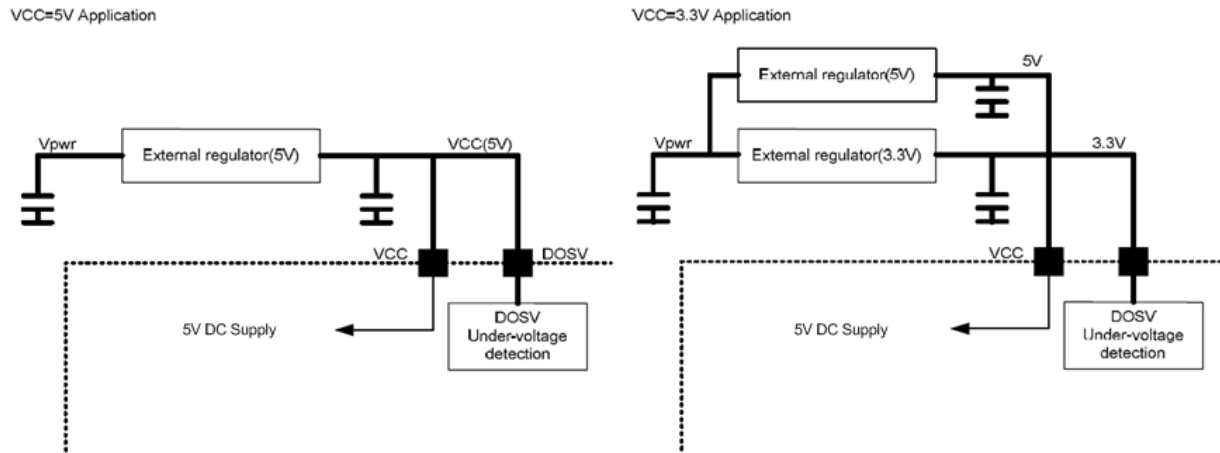 VCC=5V Application
Vpwr
External regulator(5V)
VCC(5V)
VCC
DOSV
5V DC Supply
DOSV
Under-voltage
detection
VCC=3.3V Application
External regulator(5V)
5V
Vpwr
External regulator(3.3V)
3.3V
VCC
5V DC Supply
DOSV
Under-voltage
detection